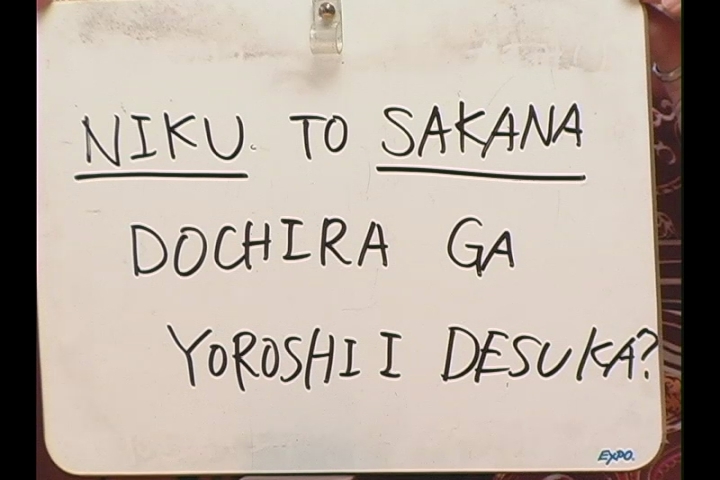 NIKU TO SAKANA
DOCHIRA GA
YOROSHII DESUKA?
EXPO.